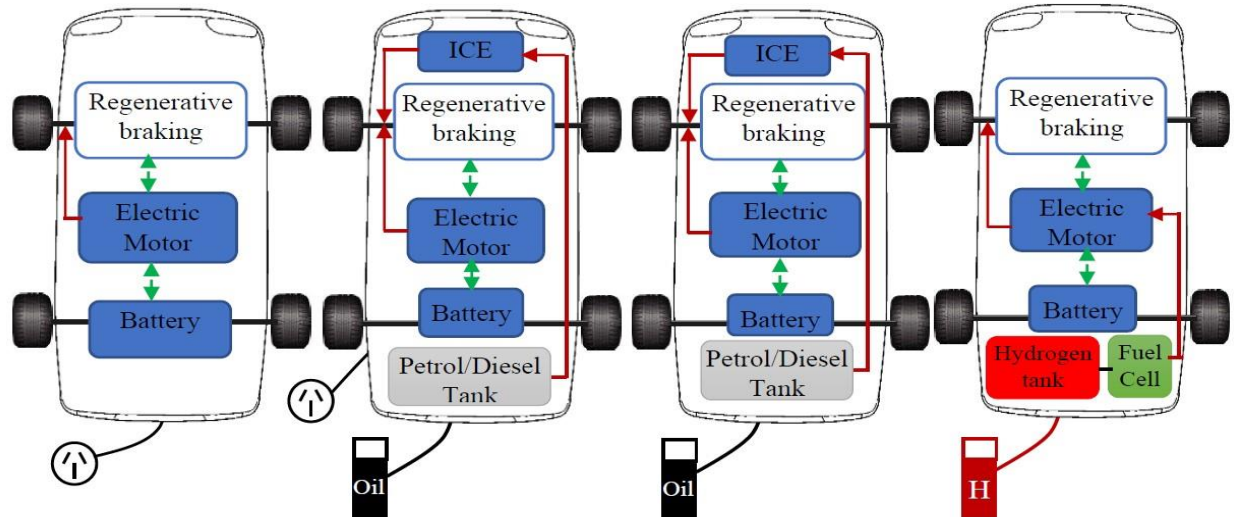 Regenerative
braking
Electric
Motor
Battery
ICE
Regenerative
braking
Electric
Motor
Battery
Petrol/Diesel
Tank
Oil
ICE
Regenerative
braking
Electric
Motor
Battery
Petrol/Diesel
Tank
Oil
Regenerative
braking
Electric
Motor
Battery
Hydrogen
tank
Fuel
Cell
H